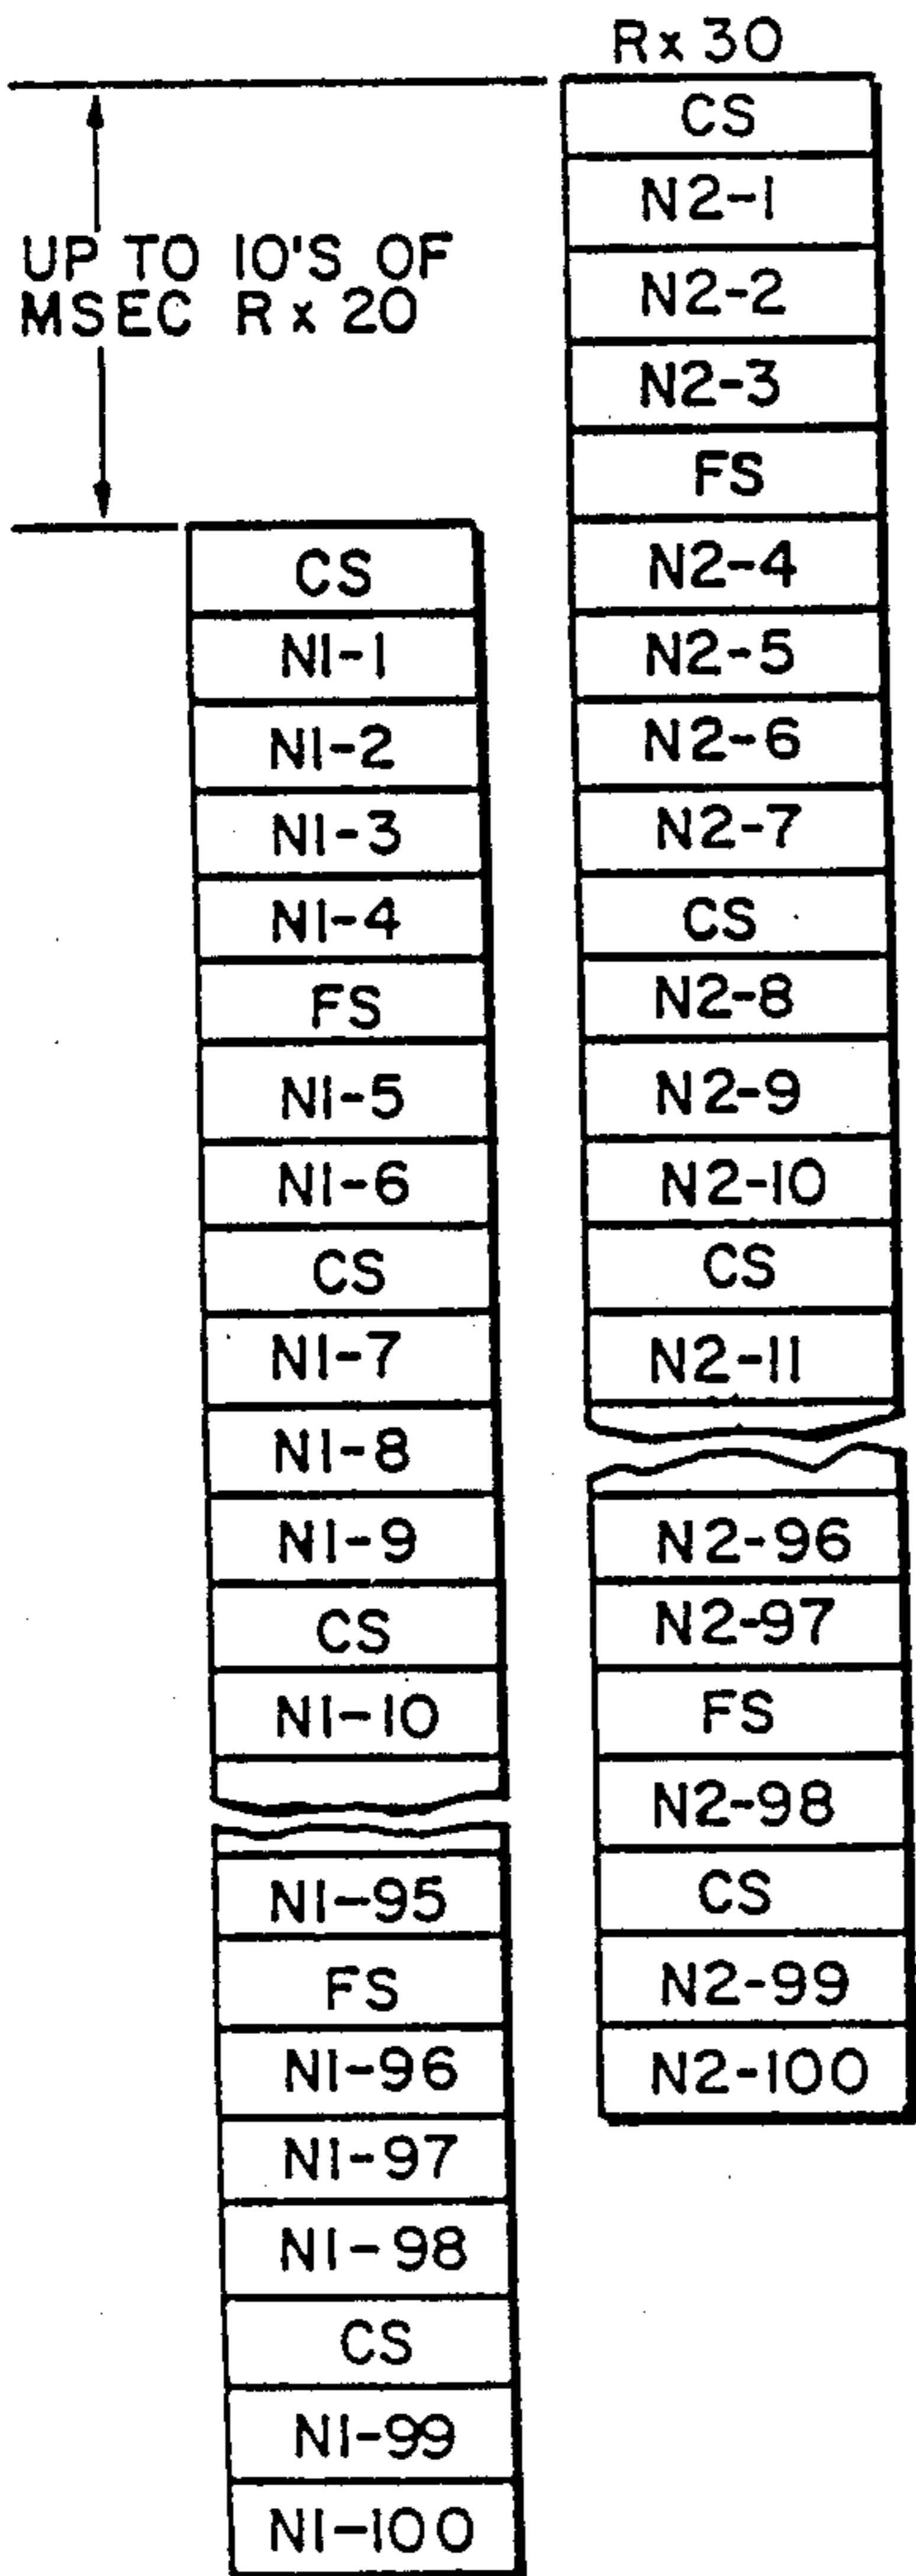 UP TO 10'S OF
MSEC Rx 20
CS
N1-1
N1-2
N1-3
N1-4
FS
N1-5
N1-6
CS
N1-7
N1-8
N1-9
CS
N1-10
N1-95
FS
N1-96
N1-97
N1-98
CS
N1-99
N1-100
Rx 30
CS
N2-1
N2-2
N2-3
FS
N2-4
N2-5
N2-6
N2-7
CS
N2-8
N2-9
N2-10
CS
N2-11
N2-96
N2-97
FS
N2-98
CS
N2-99
N2-100